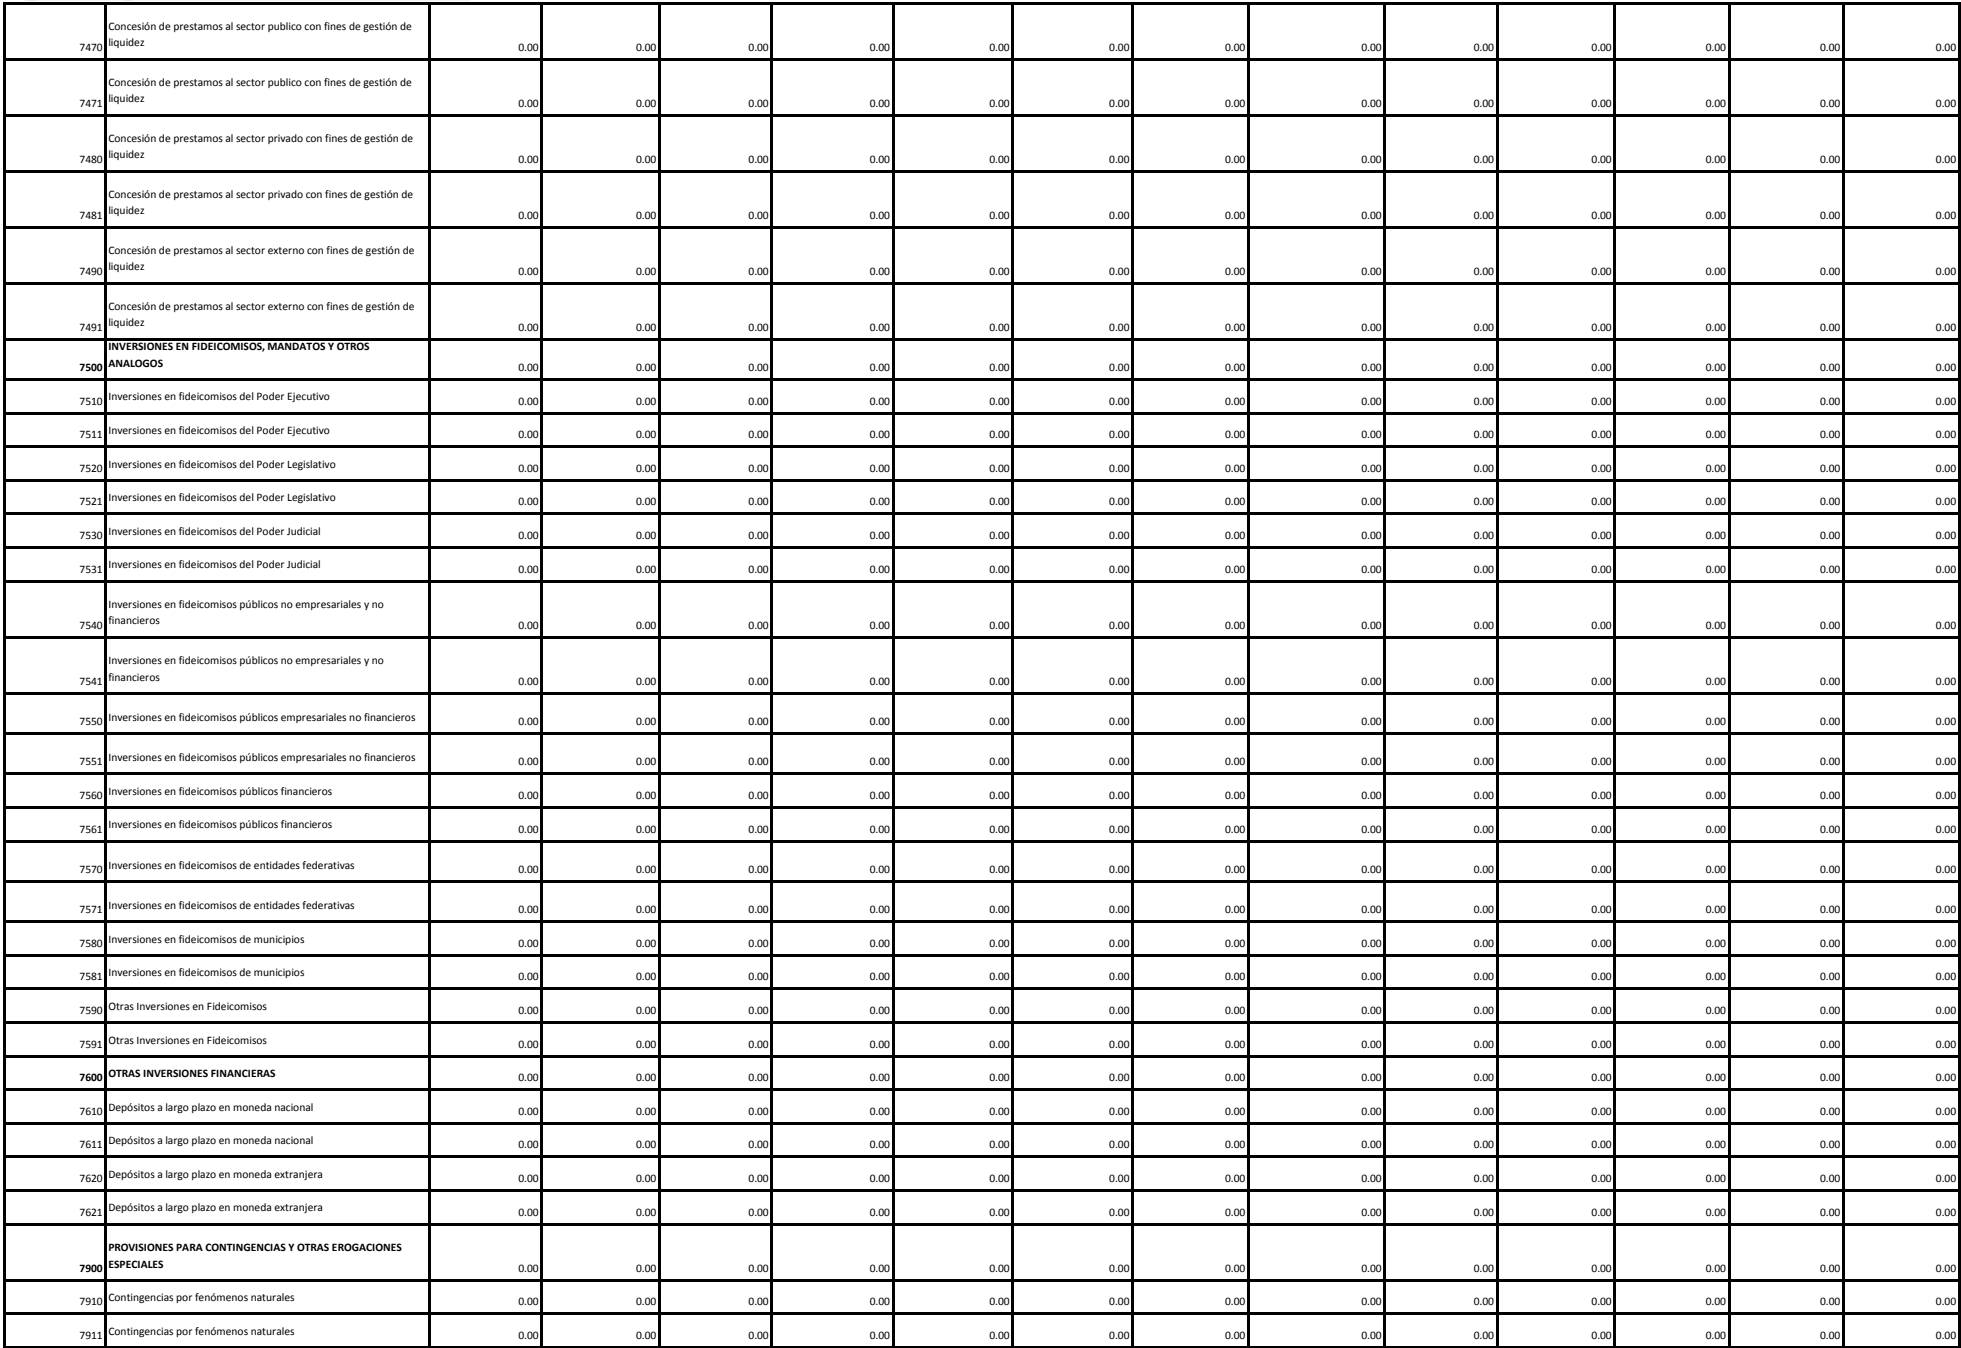 Concesión de prestamos al sector publico con fines de gestión de
7470 liquidez 0.00 0.00 0.00 0.00 0.00 0.00 0.00 0.00 0.00 0.00 0.00 0.00 0.00
Concesión de prestamos al sector publico con fines de gestión de
7471 liquidez 0.00 0.00 0.00 0.00 0.00 0.00 0.00 0.00 0.00 0.00 0.00 0.00 0.00
Concesión de prestamos al sector privado con fines de gestión de
7480 liquidez 0.00 0.00 0.00 0.00 0.00 0.00 0.00 0.00 0.00 0.00 0.00 0.00 0.00
Concesión de prestamos al sector privado con fines de gestión de
7481 liquidez 0.00 0.00 0.00 0.00 0.00 0.00 0.00 0.00 0.00 0.00 0.00 0.00 0.00
Concesión de prestamos al sector externo con fines de gestión de
7490 liquidez 0.00 0.00 0.00 0.00 0.00 0.00 0.00 0.00 0.00 0.00 0.00 0.00 0.00
Concesión de prestamos al sector externo con fines de gestión de
7491 liquidez 0.00 0.00 0.00 0.00 0.00 0.00 0.00 0.00 0.00 0.00 0.00 0.00 0.00
INVERSIONES EN FIDEICOMISOS, MANDATOS Y OTROS
7500 ANALOGOS 0.00 0.00 0.00 0.00 0.00 0.00 0.00 0.00 0.00 0.00 0.00 0.00 0.00
7510 Inversiones en fideicomisos del Poder Ejecutivo 0.00 0.00 0.00 0.00 0.00 0.00 0.00 0.00 0.00 0.00 0.00 0.00 0.00
7511 Inversiones en fideicomisos del Poder Ejecutivo 0.00 0.00 0.00 0.00 0.00 0.00 0.00 0.00 0.00 0.00 0.00 0.00 0.00
7520 Inversiones en fideicomisos del Poder Legislativo 0.00 0.00 0.00 0.00 0.00 0.00 0.00 0.00 0.00 0.00 0.00 0.00 0.00
7521 Inversiones en fideicomisos del Poder Legislativo 0.00 0.00 0.00 0.00 0.00 0.00 0.00 0.00 0.00 0.00 0.00 0.00 0.00
7530 Inversiones en fideicomisos del Poder Judicial 0.00 0.00 0.00 0.00 0.00 0.00 0.00 0.00 0.00 0.00 0.00 0.00 0.00
7531 Inversiones en fideicomisos del Poder Judicial 0.00 0.00 0.00 0.00 0.00 0.00 0.00 0.00 0.00 0.00 0.00 0.00 0.00
Inversiones en fideicomisos públicos no empresariales y no
7540 financieros 0.00 0.00 0.00 0.00 0.00 0.00 0.00 0.00 0.00 0.00 0.00 0.00 0.00
Inversiones en fideicomisos públicos no empresariales y no
7541 financieros 0.00 0.00 0.00 0.00 0.00 0.00 0.00 0.00 0.00 0.00 0.00 0.00 0.00
7550 Inversiones en fideicomisos públicos empresariales no financieros 0.00 0.00 0.00 0.00 0.00 0.00 0.00 0.00 0.00 0.00 0.00 0.00 0.00
7551 Inversiones en fideicomisos públicos empresariales no financieros 0.00 0.00 0.00 0.00 0.00 0.00 0.00 0.00 0.00 0.00 0.00 0.00 0.00
7560 Inversiones en fideicomisos públicos financieros 0.00 0.00 0.00 0.00 0.00 0.00 0.00 0.00 0.00 0.00 0.00 0.00 0.00
7561 Inversiones en fideicomisos públicos financieros 0.00 0.00 0.00 0.00 0.00 0.00 0.00 0.00 0.00 0.00 0.00 0.00 0.00
7570 Inversiones en fideicomisos de entidades federativas 0.00 0.00 0.00 0.00 0.00 0.00 0.00 0.00 0.00 0.00 0.00 0.00 0.00
7571 Inversiones en fideicomisos de entidades federativas 0.00 0.00 0.00 0.00 0.00 0.00 0.00 0.00 0.00 0.00 0.00 0.00 0.00
7580 Inversiones en fideicomisos de municipios 0.00 0.00 0.00 0.00 0.00 0.00 0.00 0.00 0.00 0.00 0.00 0.00 0.00
7581 Inversiones en fideicomisos de municipios 0.00 0.00 0.00 0.00 0.00 0.00 0.00 0.00 0.00 0.00 0.00 0.00 0.00
7590 Otras Inversiones en Fideicomisos 0.00 0.00 0.00 0.00 0.00 0.00 0.00 0.00 0.00 0.00 0.00 0.00 0.00
7591 Otras Inversiones en Fideicomisos 0.00 0.00 0.00 0.00 0.00 0.00 0.00 0.00 0.00 0.00 0.00 0.00 0.00
7600 OTRAS INVERSIONES FINANCIERAS 0.00 0.00 0.00 0.00 0.00 0.00 0.00 0.00 0.00 0.00 0.00 0.00 0.00
7610 Depósitos a largo plazo en moneda nacional 0.00 0.00 0.00 0.00 0.00 0.00 0.00 0.00 0.00 0.00 0.00 0.00 0.00
7611 Depósitos a largo plazo en moneda nacional 0.00 0.00 0.00 0.00 0.00 0.00 0.00 0.00 0.00 0.00 0.00 0.00 0.00
7620 Depósitos a largo plazo en moneda extranjera 0.00 0.00 0.00 0.00 0.00 0.00 0.00 0.00 0.00 0.00 0.00 0.00 0.00
7621 Depósitos a largo plazo en moneda extranjera 0.00 0.00 0.00 0.00 0.00 0.00 0.00 0.00 0.00 0.00 0.00 0.00 0.00
PROVISIONES PARA CONTINGENCIAS Y OTRAS EROGACIONES
7900 ESPECIALES 0.00 0.00 0.00 0.00 0.00 0.00 0.00 0.00 0.00 0.00 0.00 0.00 0.00
7910 Contingencias por fenómenos naturales 0.00 0.00 0.00 0.00 0.00 0.00 0.00 0.00 0.00 0.00 0.00 0.00 0.00
7911 Contingencias por fenómenos naturales 0.00 0.00 0.00 0.00 0.00 0.00 0.00 0.00 0.00 0.00 0.00 0.00 0.00